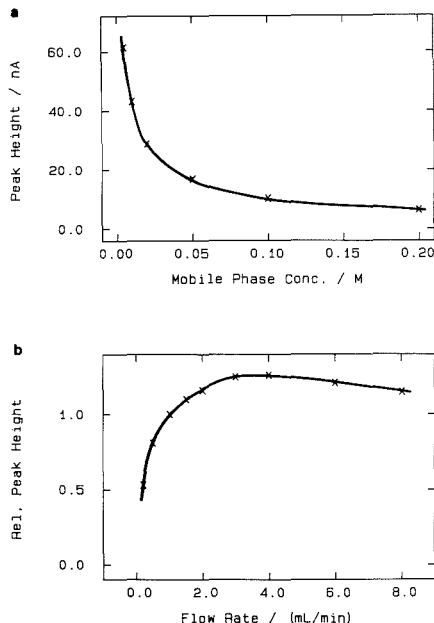 a
60.0
40.0
20.0
0.0
Peak Height / nA
0.00 0.05 0.10 0.15 0.20
Mobile Phase Conc. / M
b
1.0
0.5
0.0
Rel. Peak Height
0.0 2.0 4.0 6.0 8.0
Flow Rate / (mL/min)